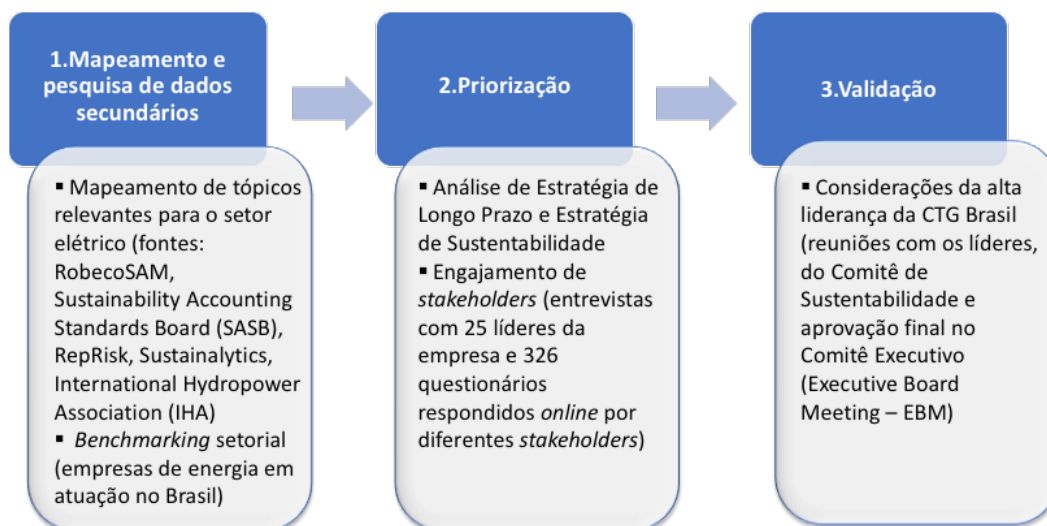 1.Mapeamento e
pesquisa de dados
secundários
▪ Mapeamento de tópicos
relevantes para o setor
elétrico (fontes:
RobecoSAM,
Sustainability Accounting
Standards Board (SASB),
RepRisk, Sustainalytics,
International Hydropower
Association (IHA)
▪ Benchmarking setorial
(empresas de energia em
atuação no Brasil)
2.Priorização
▪ Análise de Estratégia de
Longo Prazo e Estratégia
de Sustentabilidade
▪ Engajamento de
stakeholders (entrevistas
com 25 líderes da
empresa e 326
questionários
respondidos online por
diferentes stakeholders)
3.Validação
▪ Considerações da alta
liderança da CTG Brasil
(reuniões com os líderes,
do Comitê de
Sustentabilidade e
aprovação final no
Comitê Executivo
(Executive Board
Meeting – EBM)